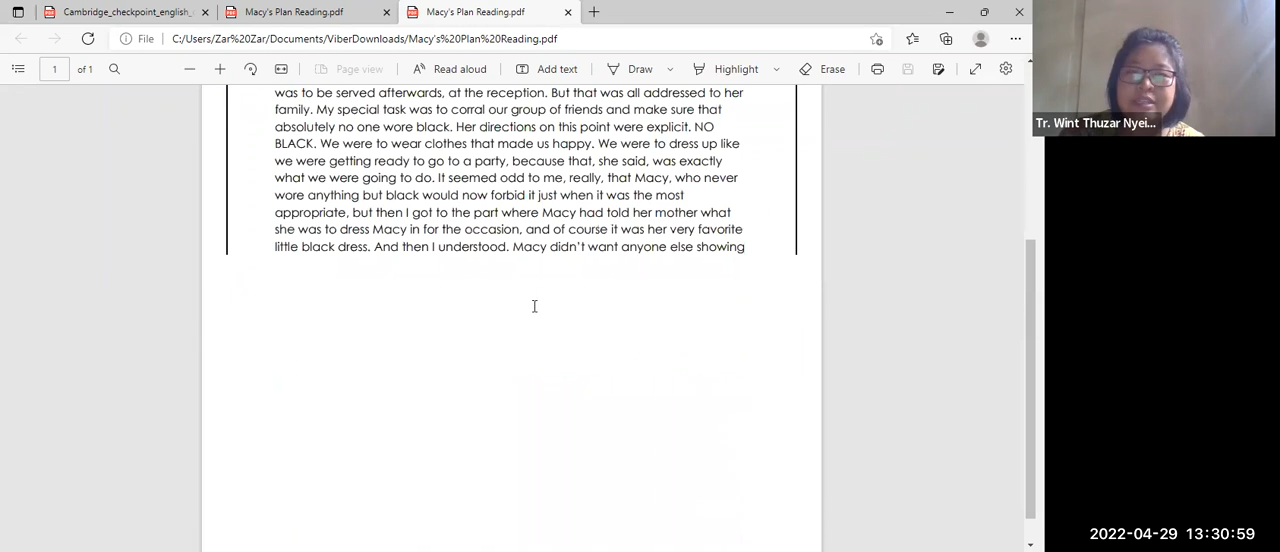 Cambridge_checkpoint_english_
Macy's Plan Reading.pdf
Macy's Plan Reading.pdf
File
C:/Users/Zar%20Zar/Documents/ViberDownloads/Macy's%20Plan%20Reading.pdf
1
of 1
Page view
Read aloud
Add text
Draw
Highlight
Erase
was to be served afterwards, at the reception. But that was all addressed to her
family. My special task was to corral our group of friends and make sure that
absolutely no one wore black. Her directions on this point were explicit. NO
BLACK. We were to wear clothes that made us happy. We were to dress up like
we were getting ready to go to a party, because that, she said, was exactly
what we were going to do. It seemed odd to me, really, that Macy, who never
wore anything but black would now forbid it just when it was the most
appropriate, but then I got to the part where Macy had told her mother what
she was to dress Macy in for the occasion, and of course it was her very favorite
little black dress. And then I understood. Macy didn't want anyone else showing
Tr. Wint Thuzar Nyei...
2022-04-29 13:30:59